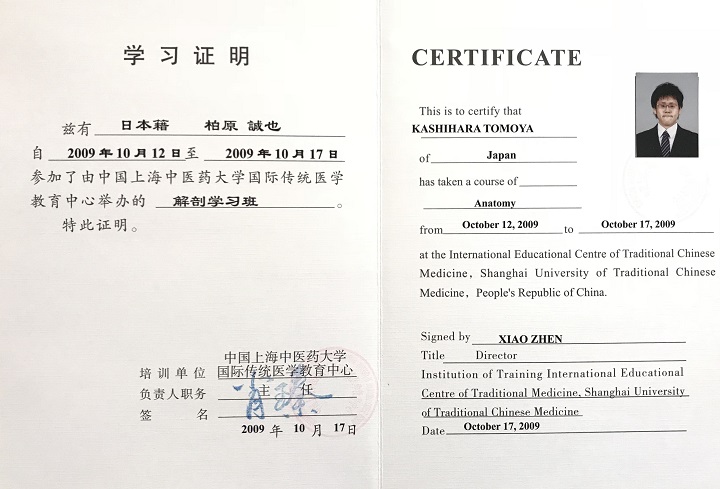 学习证明
兹有 日本籍 柏原 誠也
自 2009 年 10 月 12 日至 2009 年 10 月 17 日
参加了由中国上海中医药大学国际传统医学
教育中心举办的 解剖学习班 。
特此证明。
中国上海中医药大学
培训单位 国际传统医学教育中心
负责人职务 主 任
签 名
2009 年 10 月 17 日
CERTIFICATE
This is to certify that
KASHIHARA TOMOYA
of Japan
has taken a course of
Anatomy
from October 12, 2009 to October 17, 2009
at the International Educational Centre of Traditional Chinese
Medicine, Shanghai University of Traditional Chinese
Medicine, People's Republic of China.
Signed by XIAO ZHEN
Title Director
Institution of Training International Educational
Centre of Traditional Medicine, Shanghai University
of Traditional Chinese Medicine
Date October 17, 2009